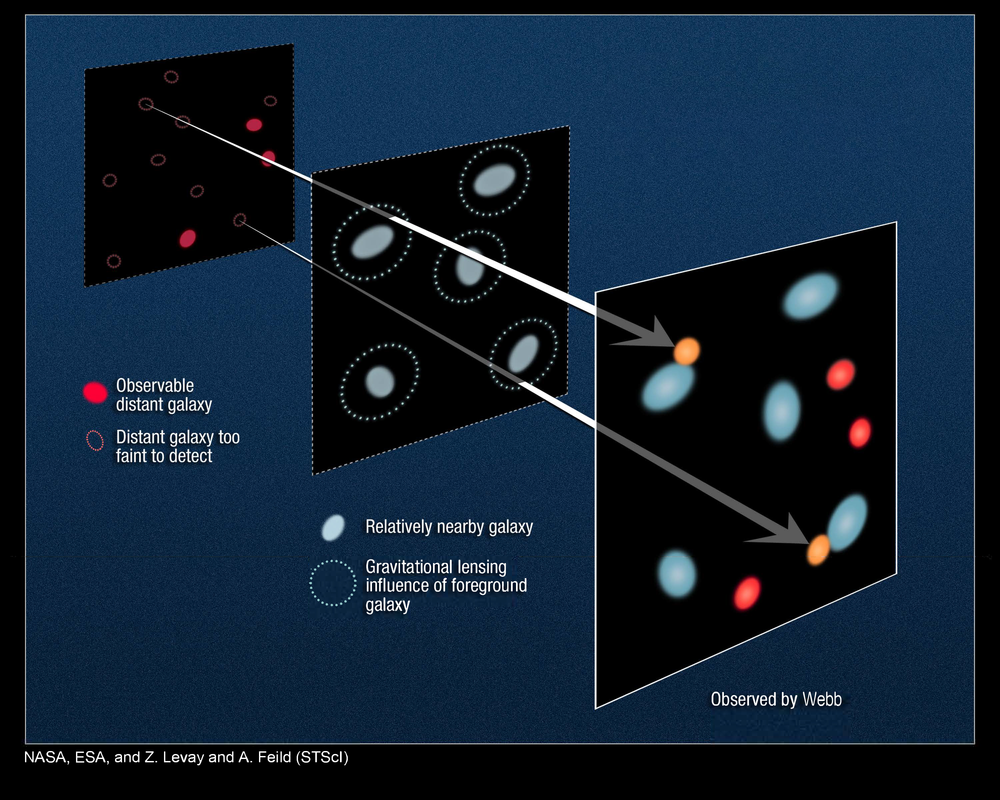 Observable
distant galaxy
Distant galaxy too
faint to detect
Relatively nearby galaxy
Gravitational lensing
influence of foreground
galaxy
Observed by Webb
NASA, ESA, and Z. Levay and A. Feild (STScI)